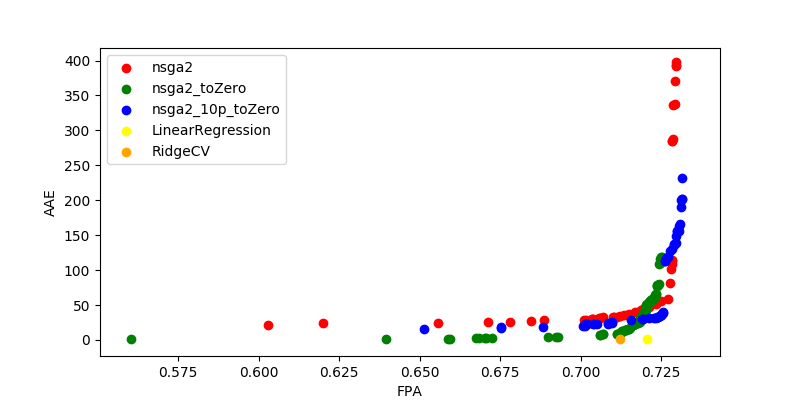 nsga2
nsga2_toZero
nsga2_10p_toZero
LinearRegression
RidgeCV
AAE
400
350
300
250
200
150
100
50
0
0.575 0.600 0.625 0.650 0.675 0.700 0.725
FPA